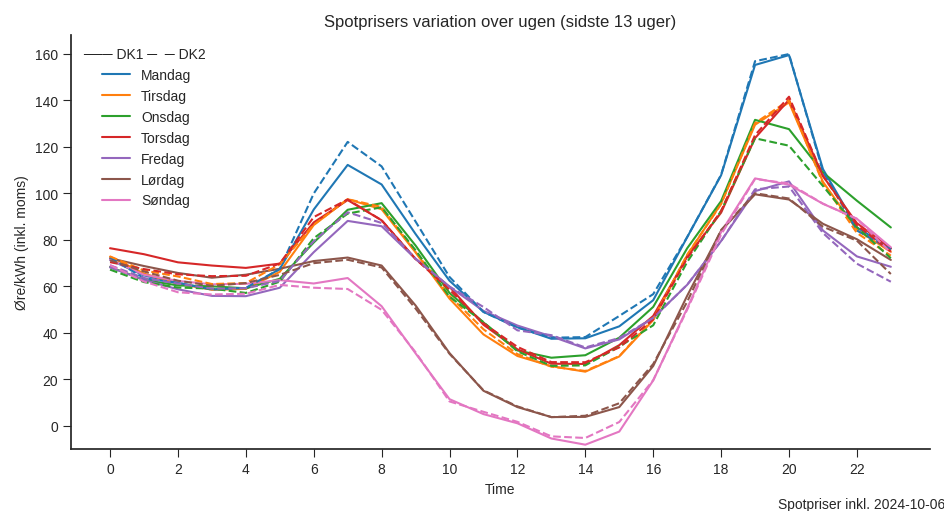 Spotprisers variation over ugen (sidste 13 uger)
DK1 DK2
Mandag
Tirsdag
Onsdag
Torsdag
Fredag
Lørdag
Søndag
Øre/kWh (inkl. moms)
160
140
120
100
80
60
40
20
0
0 2 4 6 8 10 12 14 16 18 20 22
Time
Spotpriser inkl. 2024-10-06